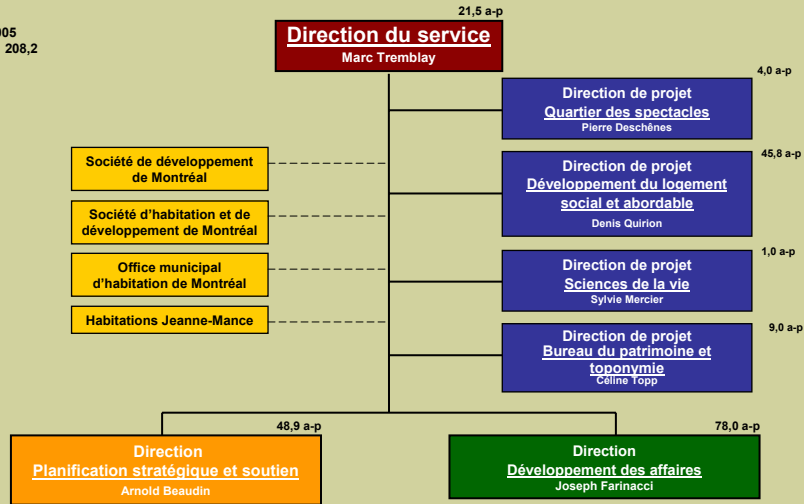 21,5 a-p
208,2
Direction du service
Marc Tremblay
4,0 a-p
Direction de projet
Quartier des spectacles
Pierre Deschênes
45,8 a-p
Direction de projet
Développement du logement
social et abordable
Denis Quirion
Société de développement
de Montréal
Société d'habitation et de
développement de Montréal
Office municipal
d'habitation de Montréal
Habitations Jeanne-Mance
1,0 a-p
Direction de projet
Sciences de la vie
Sylvie Mercier
9,0 a-p
Direction de projet
Bureau du patrimoine et
toponymie
Céline Topp
48,9 a-p
Direction
Planification stratégique et soutien
Arnold Beaudin
78,0 a-p
Direction
Développement des affaires
Joseph Farinacci